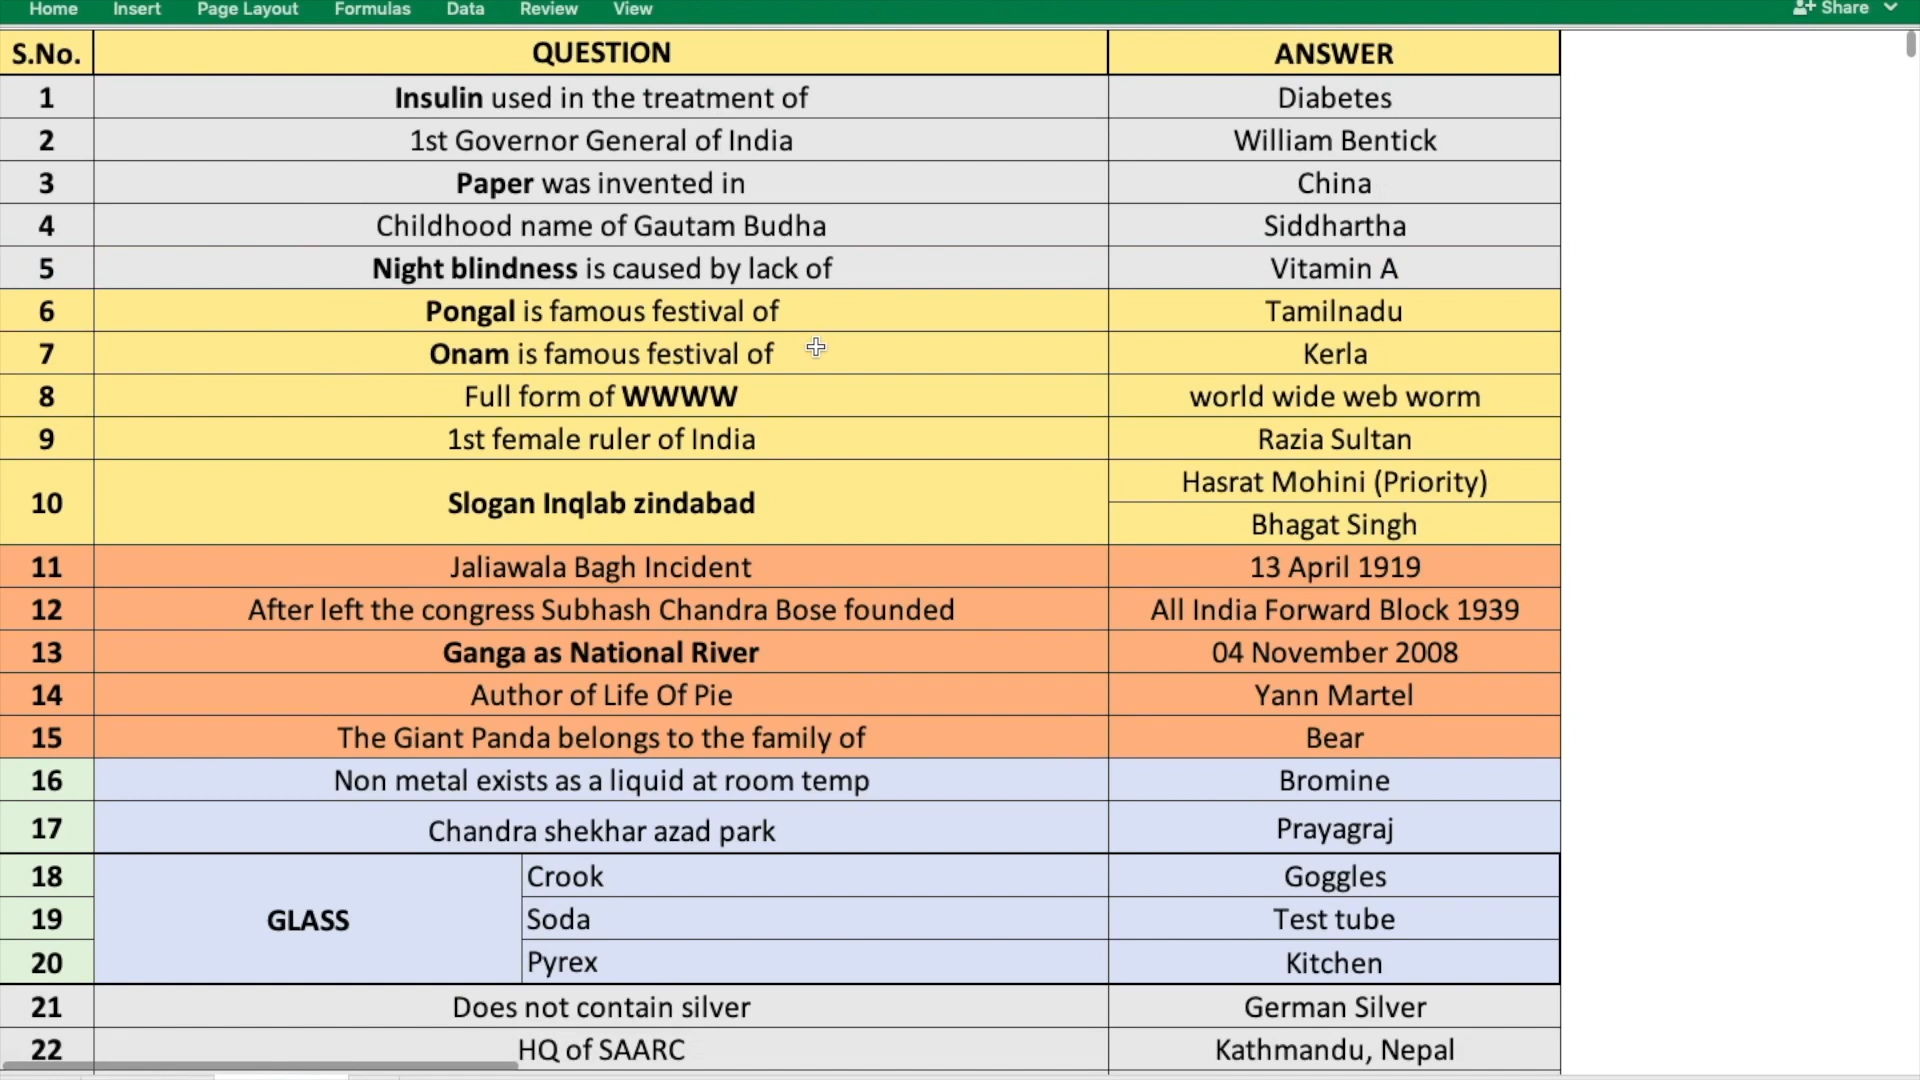 Home Insert Page Layout Formulas Data Review View Share
S.No. QUESTION ANSWER
1 Insulin used in the treatment of Diabetes
2 1st Governor General of India William Bentick
3 Paper was invented in China
4 Childhood name of Gautam Budha Siddhartha
5 Night blindness is caused by lack of Vitamin A
6 Pongal is famous festival of Tamilnadu
7 Onam is famous festival of Kerla
8 Full form of WWWW world wide web worm
9 1st female ruler of India Razia Sultan
10 Slogan Inqlab zindabad Hasrat Mohini (Priority)
Bhagat Singh
11 Jaliawala Bagh Incident 13 April 1919
12 After left the congress Subhash Chandra Bose founded All India Forward Block 1939
13 Ganga as National River 04 November 2008
14 Author of Life Of Pie Yann Martel
15 The Giant Panda belongs to the family of Bear
16 Non metal exists as a liquid at room temp Bromine
17 Chandra shekhar azad park Prayagraj
18 Crook Goggles
19 GLASS Soda Test tube
20 Pyrex Kitchen
21 Does not contain silver German Silver
22 HQ of SAARC Kathmandu, Nepal